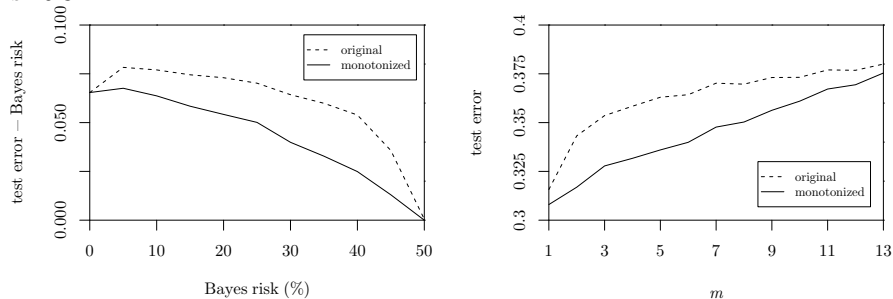 0.100
0.050
0.000
test error − Bayes risk
original
monotonized
0 10 20 30 40 50
Bayes risk (%)
0.4
0.375
0.35
0.325
0.3
test error
original
monotonized
1 3 5 7 9 11 13
m